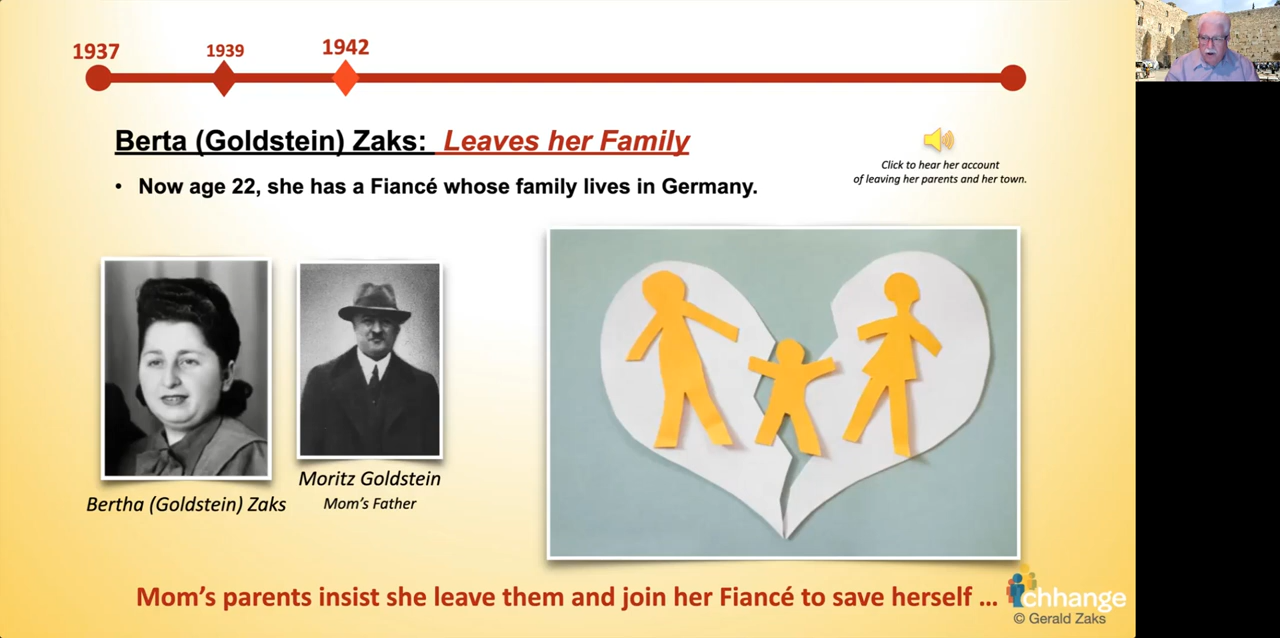 1937
1939
1942
Berta (Goldstein) Zaks: Leaves her Family
• Now age 22, she has a Fiancé whose family lives in Germany.
Click to hear her account
of leaving her parents and her town.
Bertha (Goldstein) Zaks
Moritz Goldstein
Mom's Father
Mom's parents insist she leave them and join her Fiancé to save herself ...
chhange
© Gerald Zaks